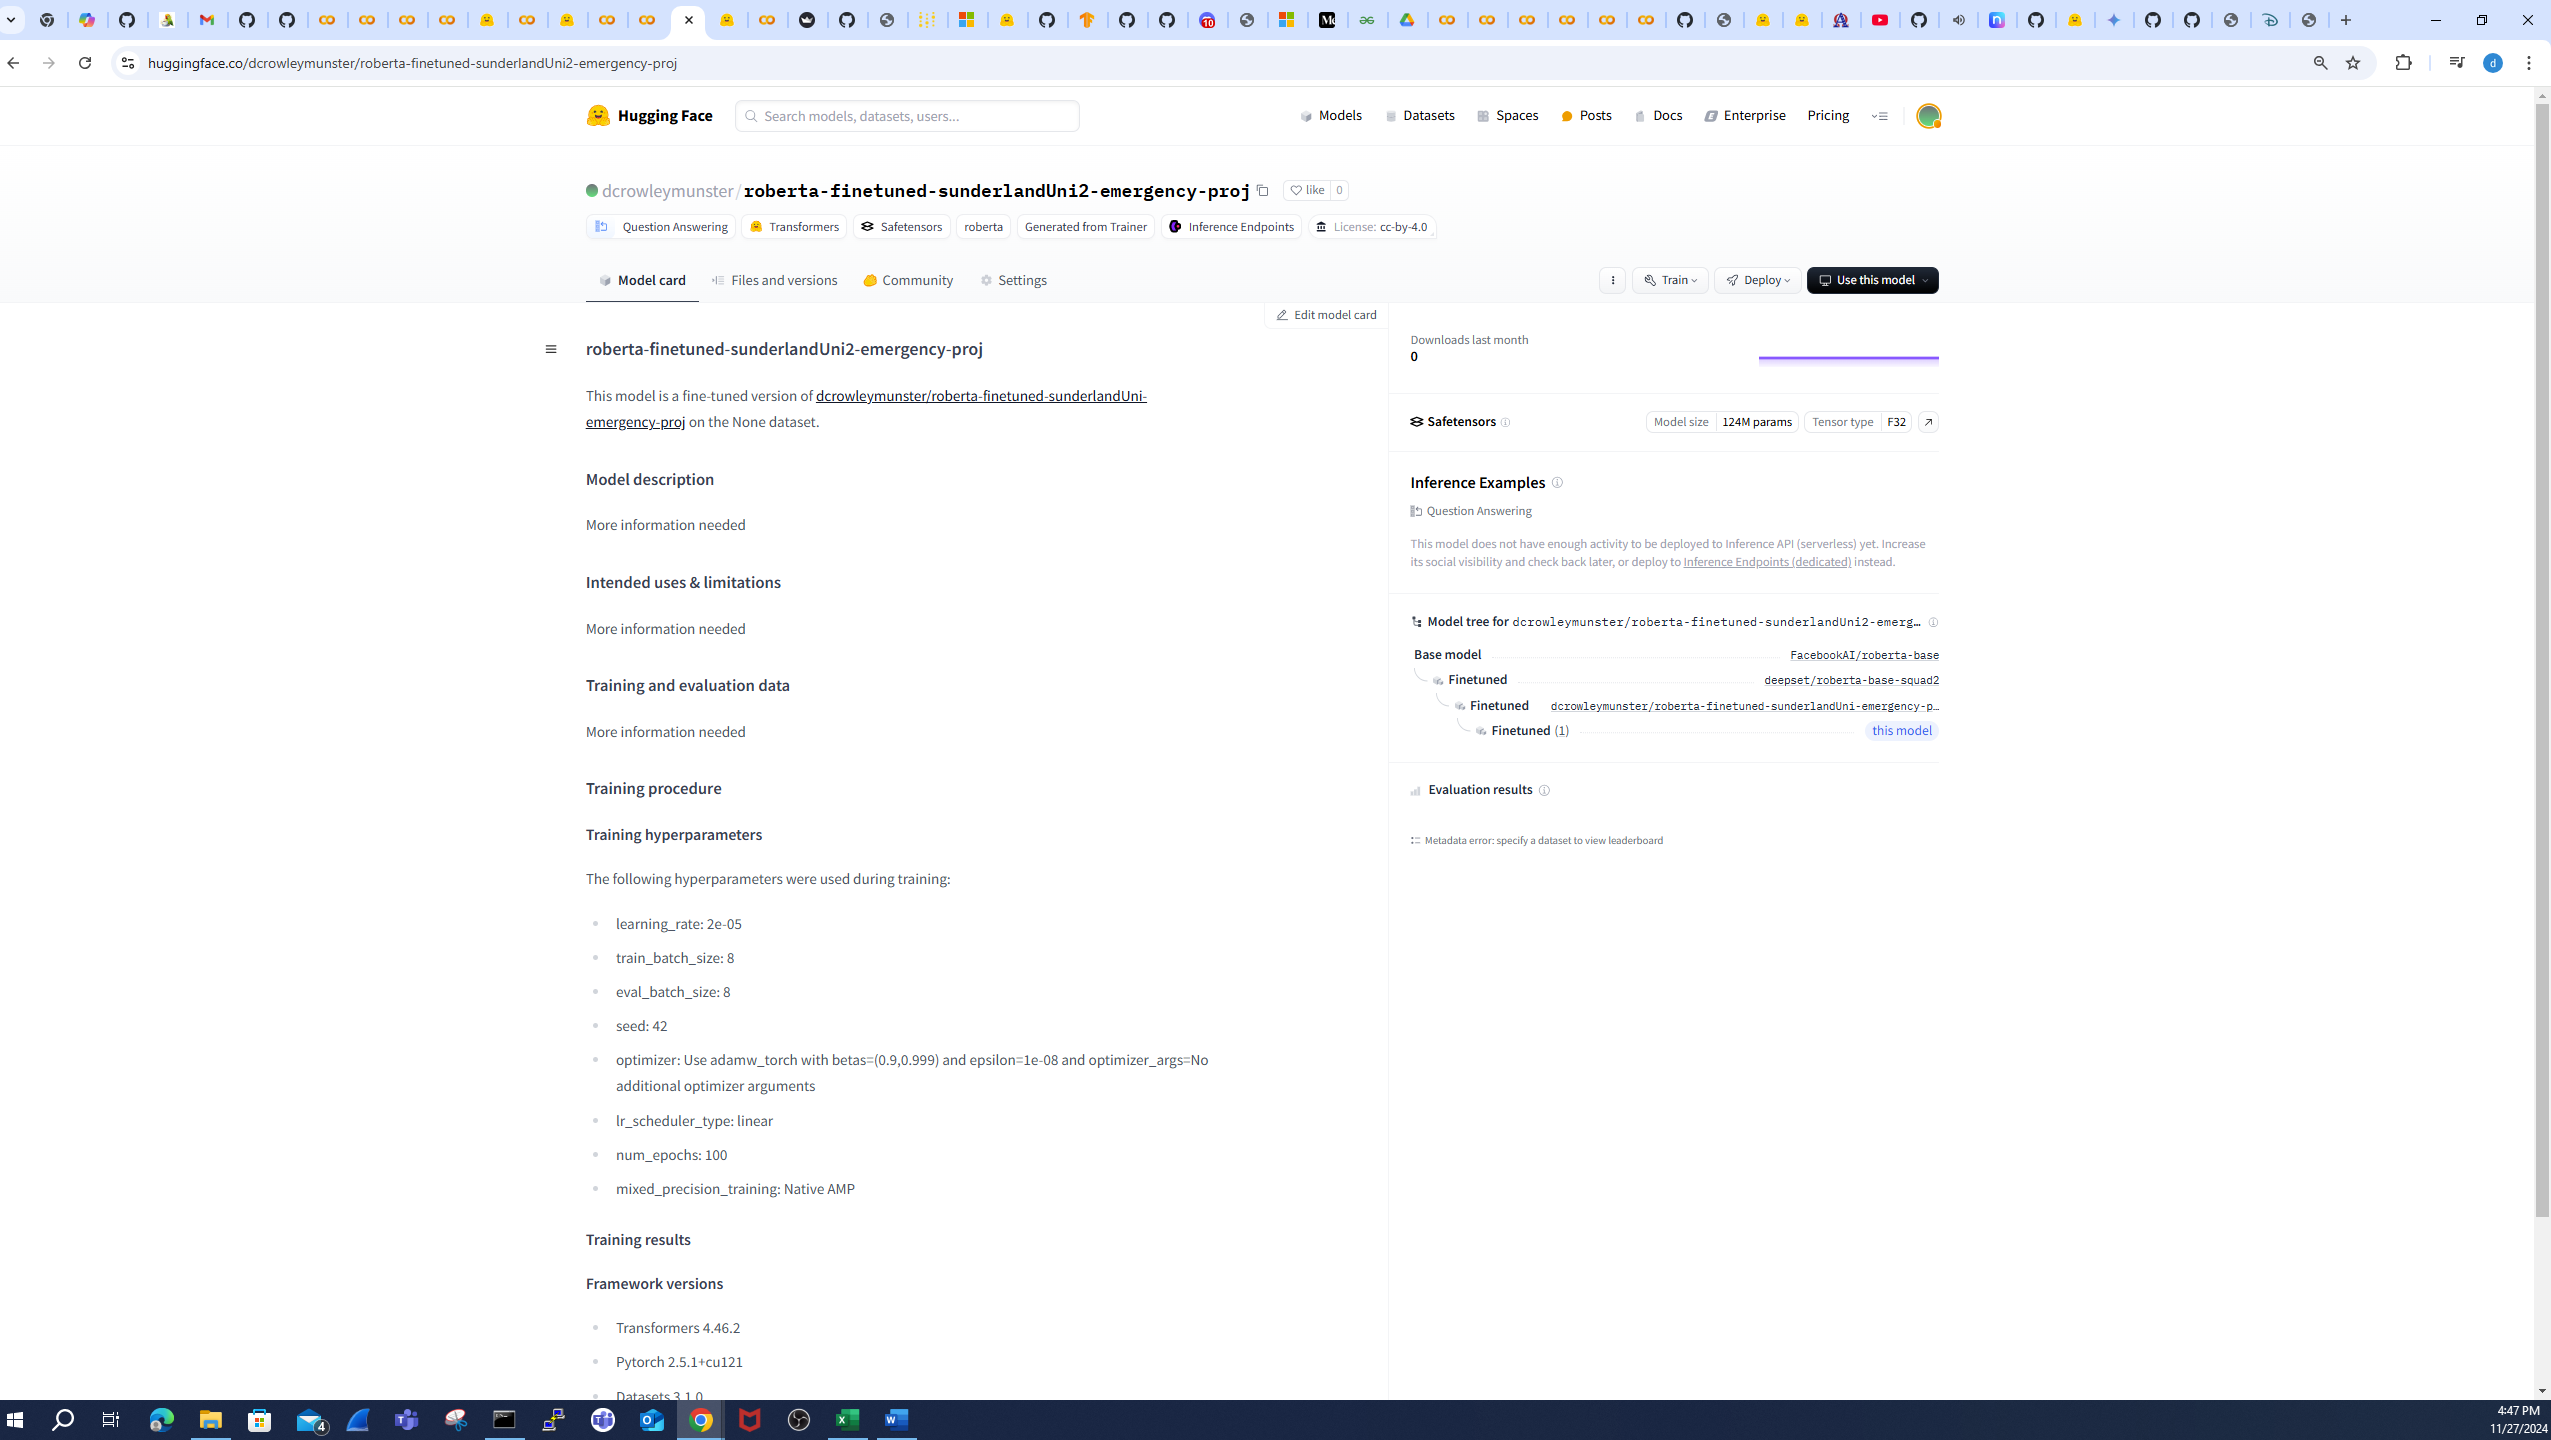 huggingface.co/dcrowleymunster/roberta-finetuned-sunderlandUni2-emergency-proj
d
Hugging Face
Search models, datasets, users...
Models
Datasets
Spaces
Posts
Docs
Enterprise
Pricing
dcrowleymunster/roberta-finetuned-sunderlandUni2-emergency-proj
like 0
Question Answering
Transformers
Safetensors
roberta
Generated from Trainer
Inference Endpoints
License: cc-by-4.0
Model card
Files and versions
Community
Settings
Train
Deploy
Use this model
Edit model card
roberta-finetuned-sunderlandUni2-emergency-proj
This model is a fine-tuned version of dcrowleymunster/roberta-finetuned-sunderlandUni-
emergency-proj on the None dataset.
Model description
More information needed
Intended uses & limitations
More information needed
Training and evaluation data
More information needed
Training procedure
Training hyperparameters
The following hyperparameters were used during training:
learning_rate: 2e-05
train_batch_size: 8
eval_batch_size: 8
seed: 42
optimizer: Use adamw_torch with betas=(0.9,0.999) and epsilon=1e-08 and optimizer_args=No
additional optimizer arguments
lr_scheduler_type: linear
num_epochs: 100
mixed_precision_training: Native AMP
Training results
Framework versions
Transformers 4.46.2
Pytorch 2.5.1+cu121
Datasets 3.1.0
Downloads last month
0
Safetensors
Model size 124M params
Tensor type F32
Inference Examples
Question Answering
This model does not have enough activity to be deployed to Inference API (serverless) yet. Increase
its social visibility and check back later, or deploy to Inference Endpoints (dedicated) instead.
Model tree for dcrowleymunster/roberta-finetuned-sunderlandUni2-emerg…
Base model FacebookAI/roberta-base
Finetuned deepset/roberta-base-squad2
Finetuned dcrowleymunster/roberta-finetuned-sunderlandUni-emergency-p…
Finetuned (1) this model
Evaluation results
Metadata error: specify a dataset to view leaderboard
4
4:47 PM
11/27/2024